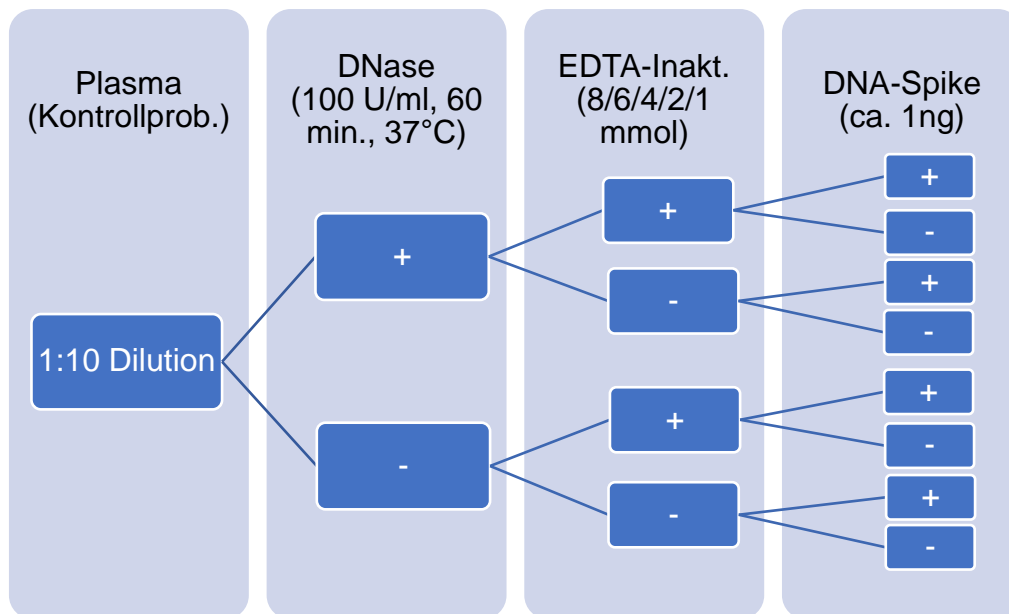 Plasma
(Kontrollprob.)
DNase
(100 U/ml, 60
min., 37°C)
EDTA-Inakt.
(8/6/4/2/1
mmol)
DNA-Spike
(ca. 1ng)
1:10 Dilution
+
-
+
-
+
-
+
-
+
-
+
-
+
-